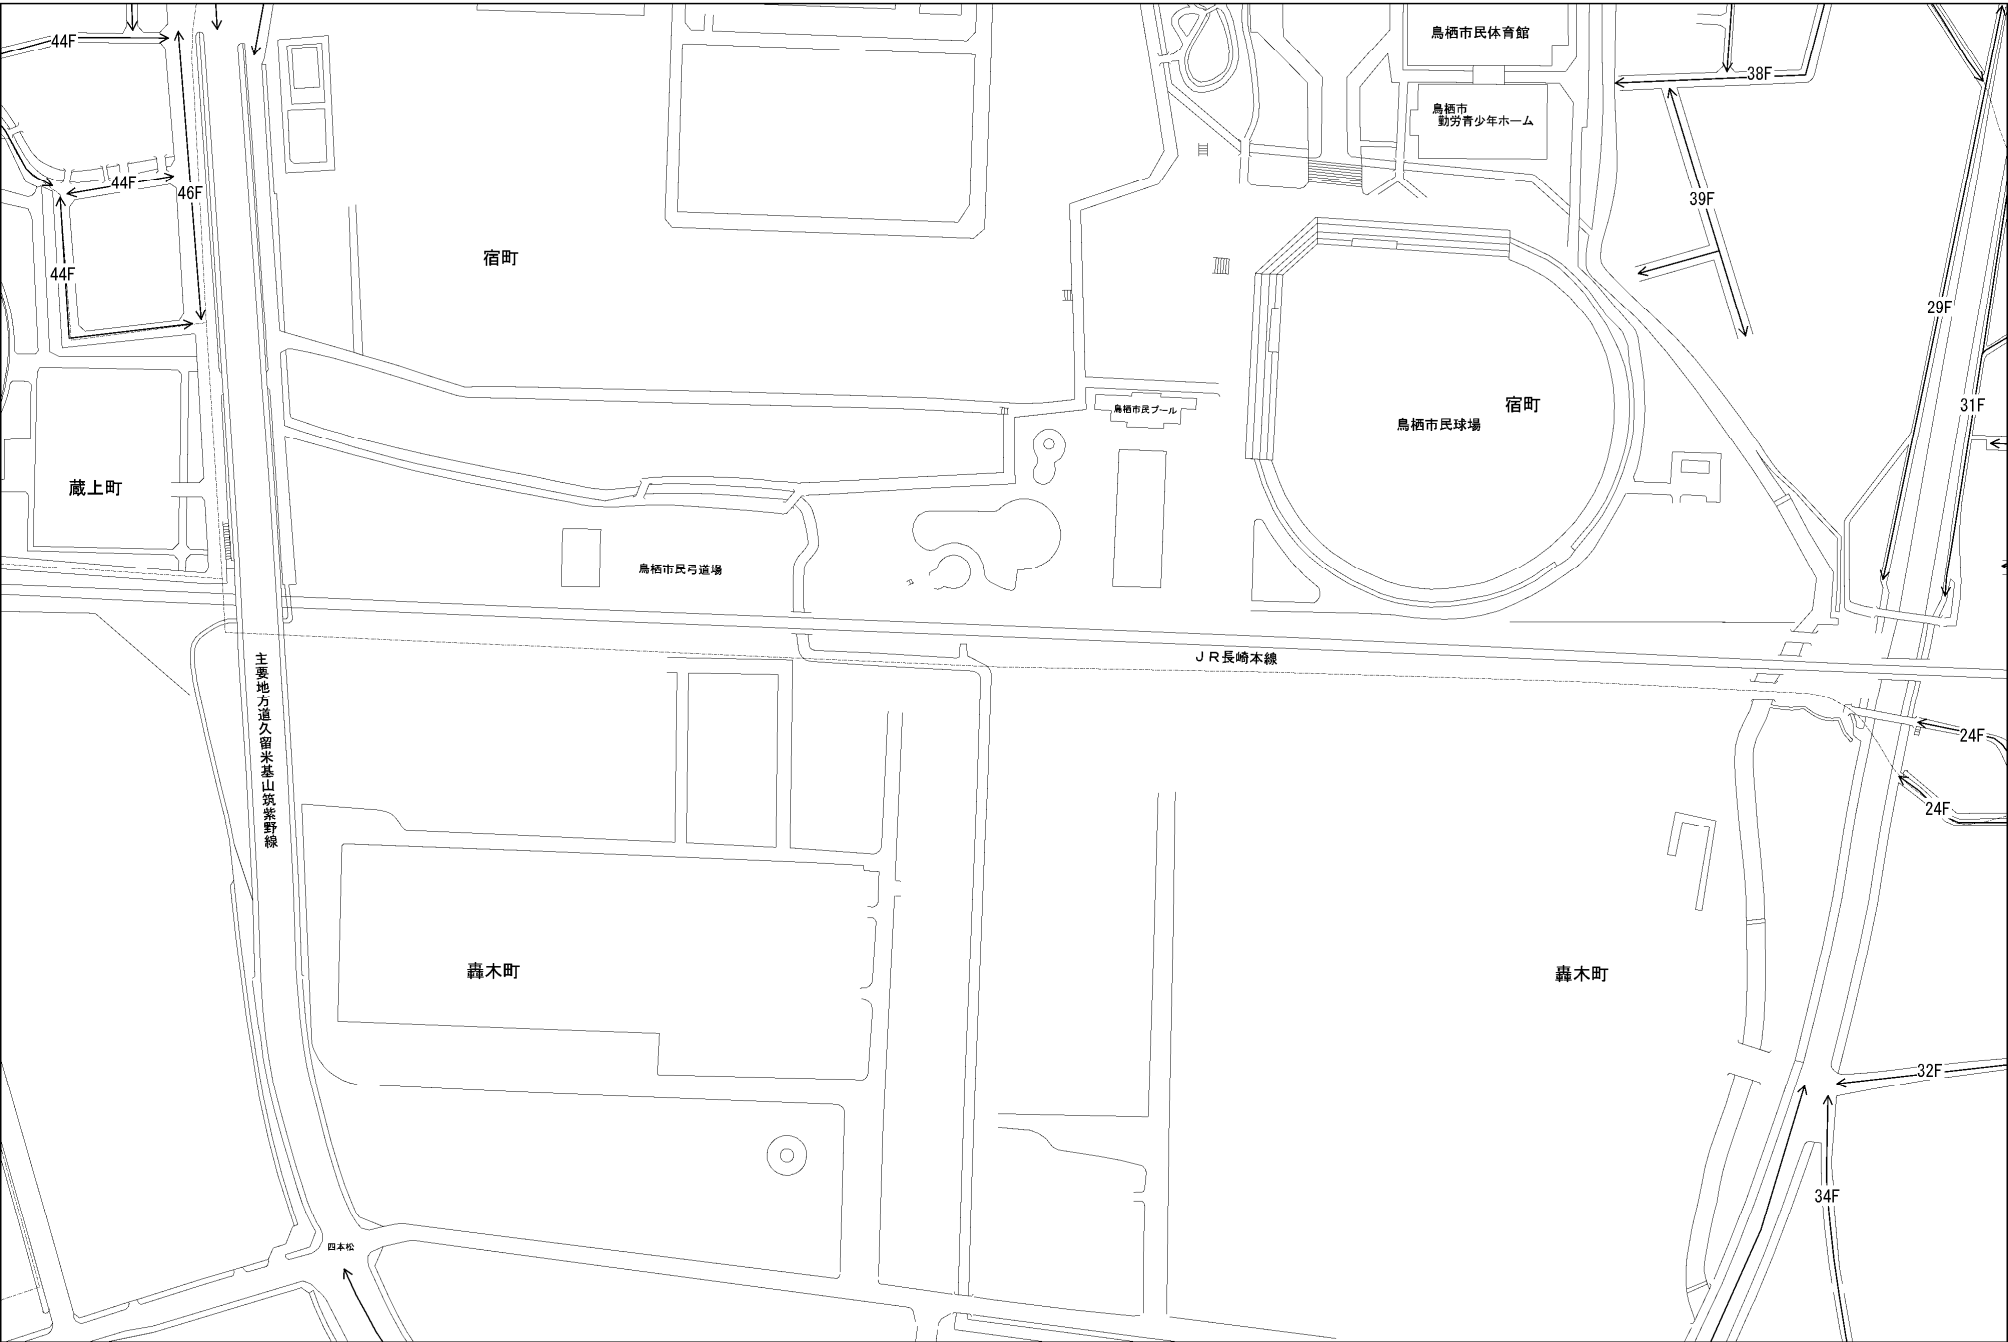 鳥栖市民体育館
44F
38F
鳥栖市
勤労青少年ホーム
44F
46F
39F
宿町
44F
29F
宿町
31F
鳥栖市民プール
鳥栖市民球場
蔵上町
鳥栖市民弓道場
JR長崎本線
主要地方道久留米基山筑紫野線
24F
24F
轟木町
轟木町
32F
34F
四本松